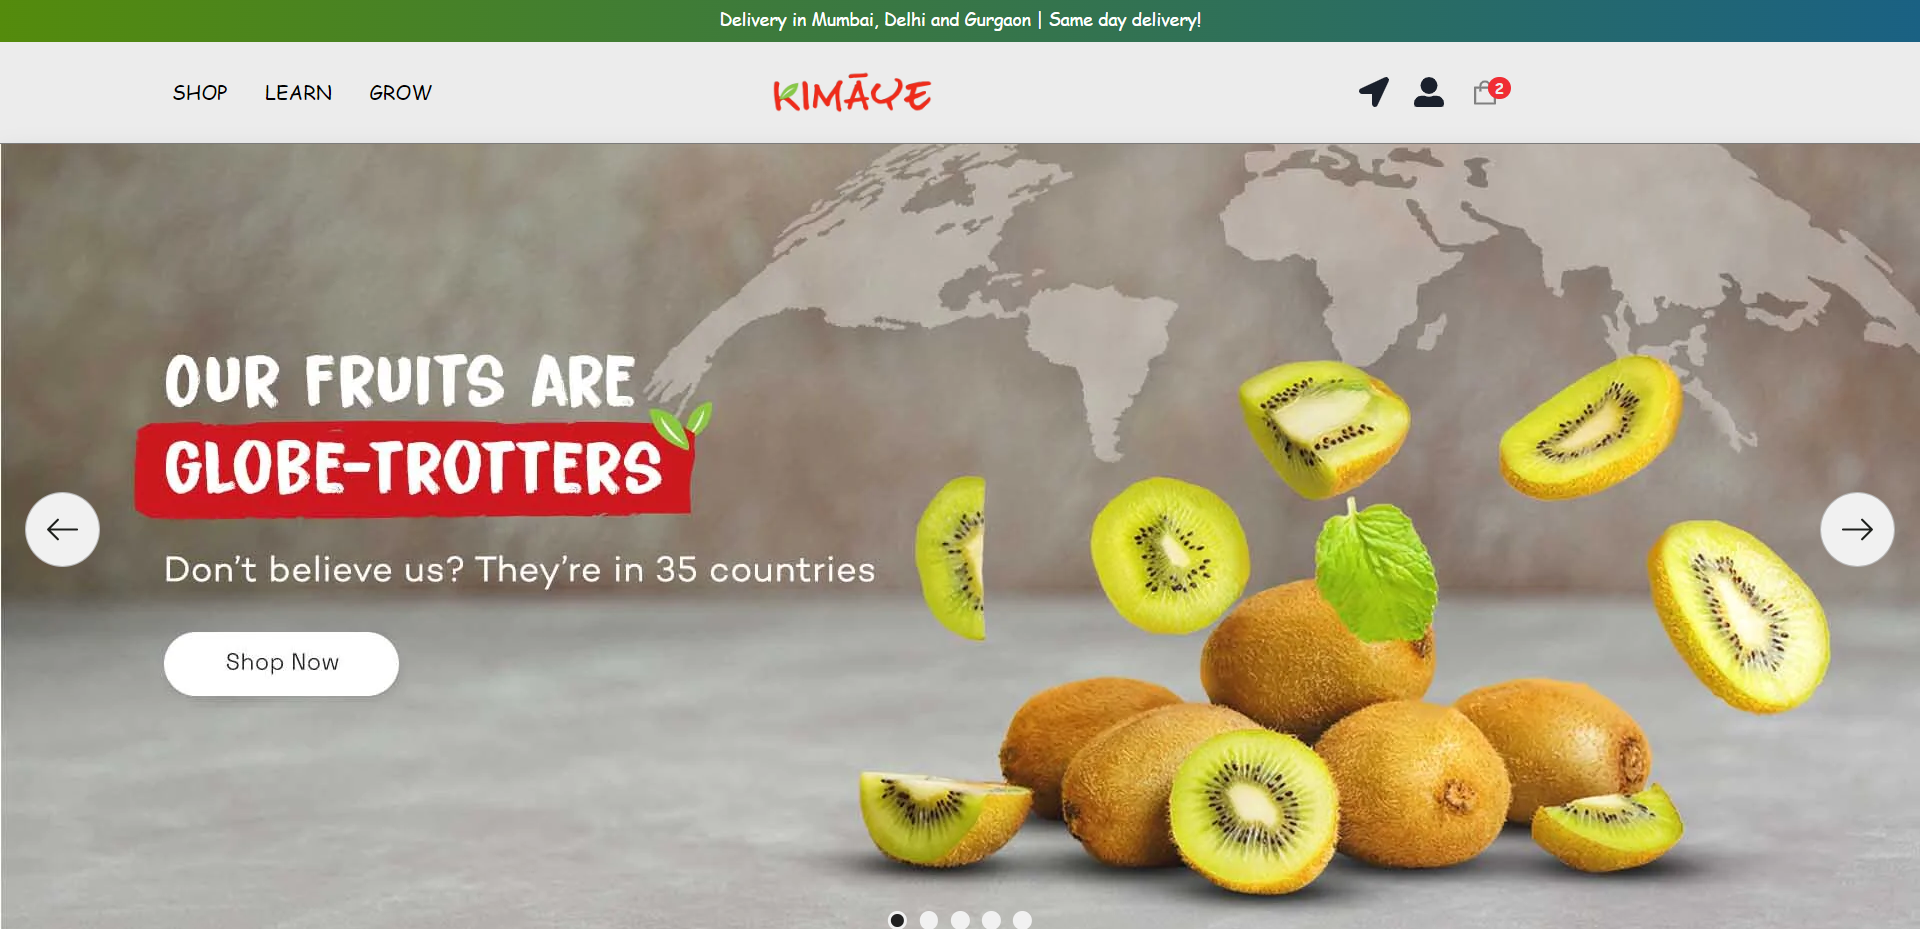 Delivery in Mumbai, Delhi and Gurgaon | Same day delivery!
SHOP LEARN GROW
KIMĀYE
2
OUR FRUITS ARE
GLOBE-TROTTERS
Don’t believe us? They’re in 35 countries
Shop Now